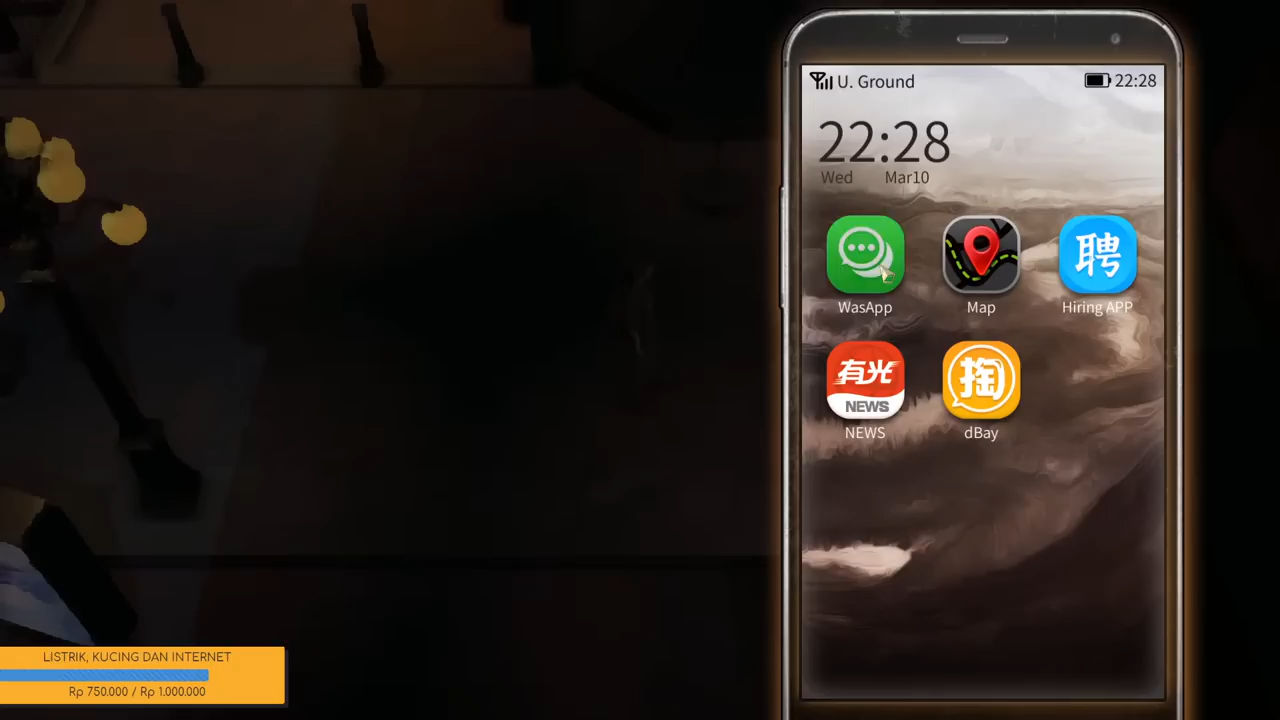 U. Ground
22:28
22:28
Wed Mar10
聘
WasApp
Map
Hiring APP
有光
NEWS
掏
NEWS
dBay
LISTRIK, KUCING DAN INTERNET
Rp 750.000 / Rp 1.000.000